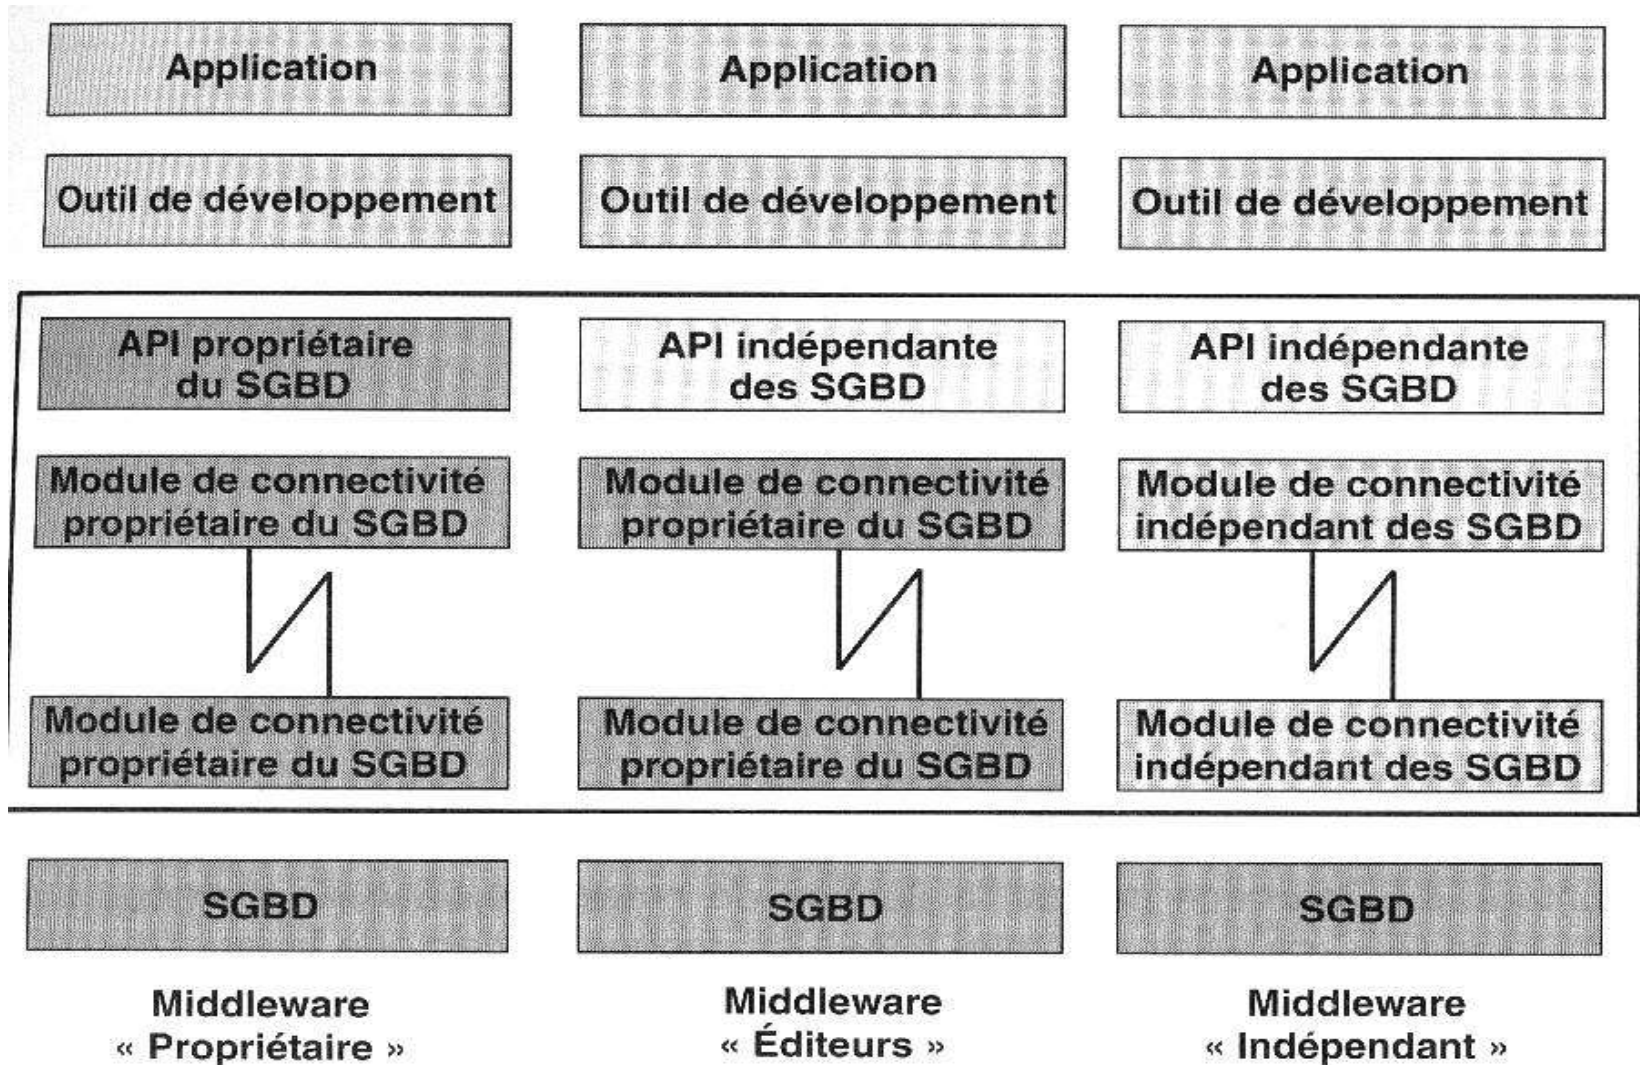 Application
Application
Application
Outil de développement
Outil de développement
Outil de développement
API propriétaire
du SGBD
API indépendante
des SGBD
API indépendante
des SGBD
Module de connectivité
propriétaire du SGBD
Module de connectivité
propriétaire du SGBD
Module de connectivité
indépendant des SGBD
Module de connectivité
propriétaire du SGBD
Module de connectivité
propriétaire du SGBD
Module de connectivité
indépendant des SGBD
SGBD
SGBD
SGBD
Middleware
« Propriétaire »
Middleware
« Éditeurs »
Middleware
« Indépendant »